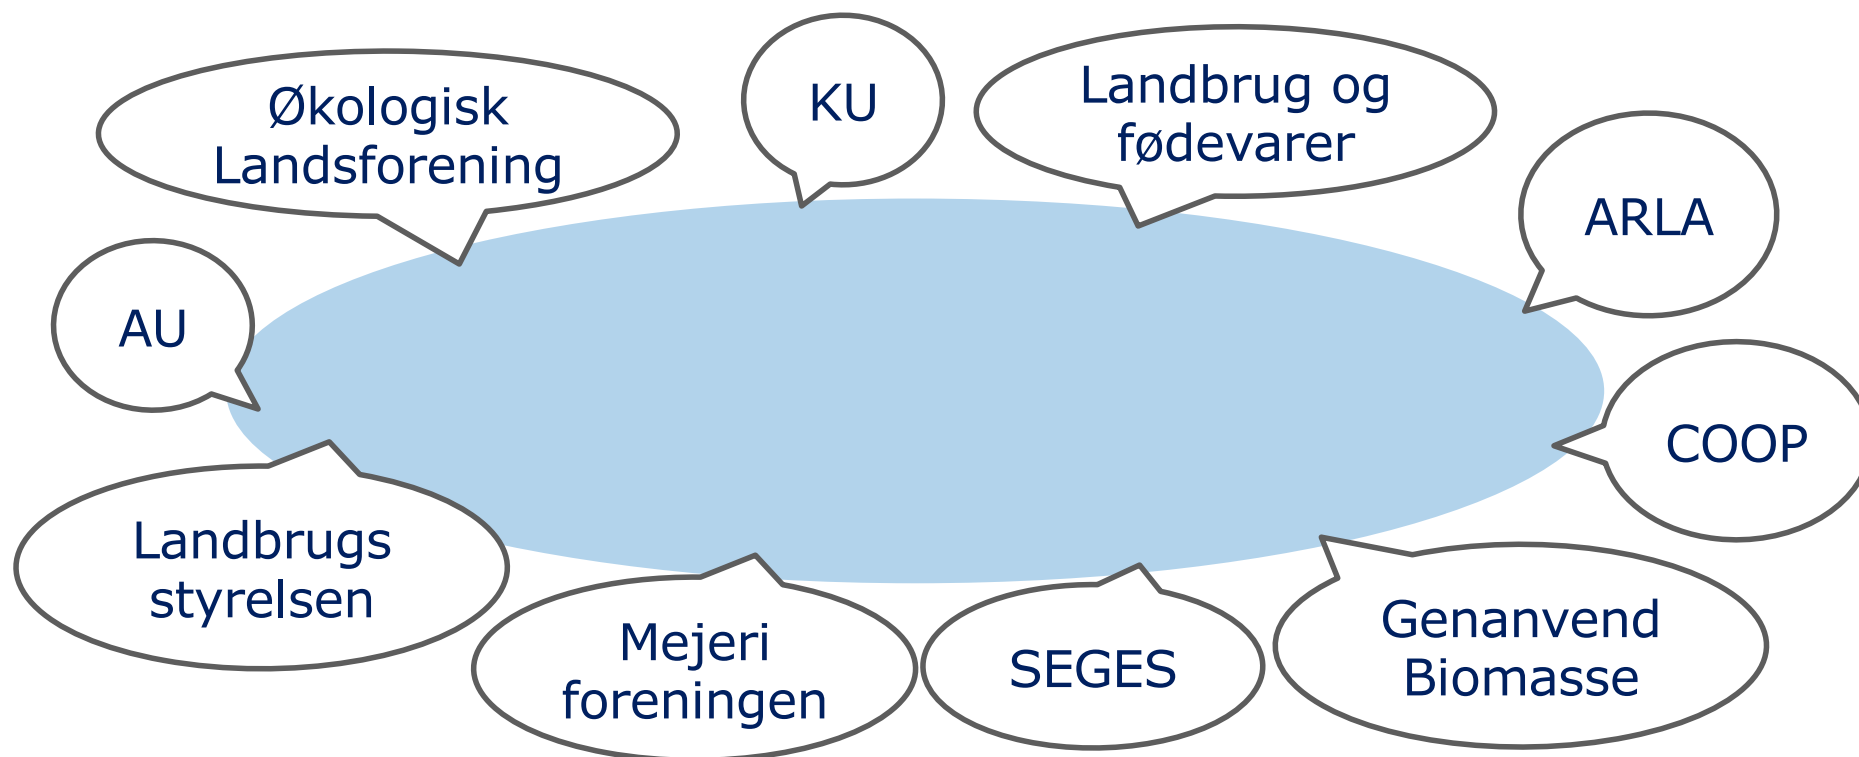 Økologisk
Landsforening
KU
Landbrug og
fødevarer
ARLA
AU
COOP
Landbrugs
styrelsen
Mejeri
foreningen
SEGES
Genanvend
Biomasse